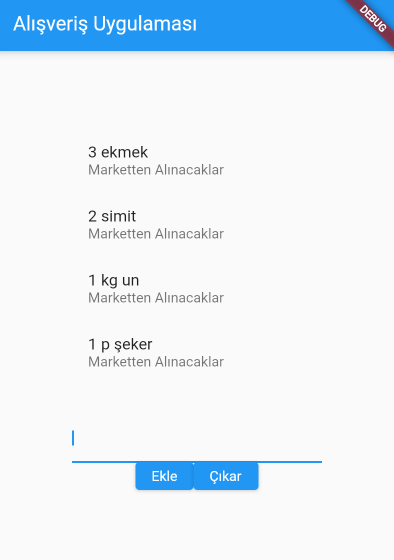 Alışveriş Uygulaması
DEBUG
3 ekmek
Marketten Alınacaklar
2 simit
Marketten Alınacaklar
1 kg un
Marketten Alınacaklar
1 p şeker
Marketten Alınacaklar
Ekle Çıkar